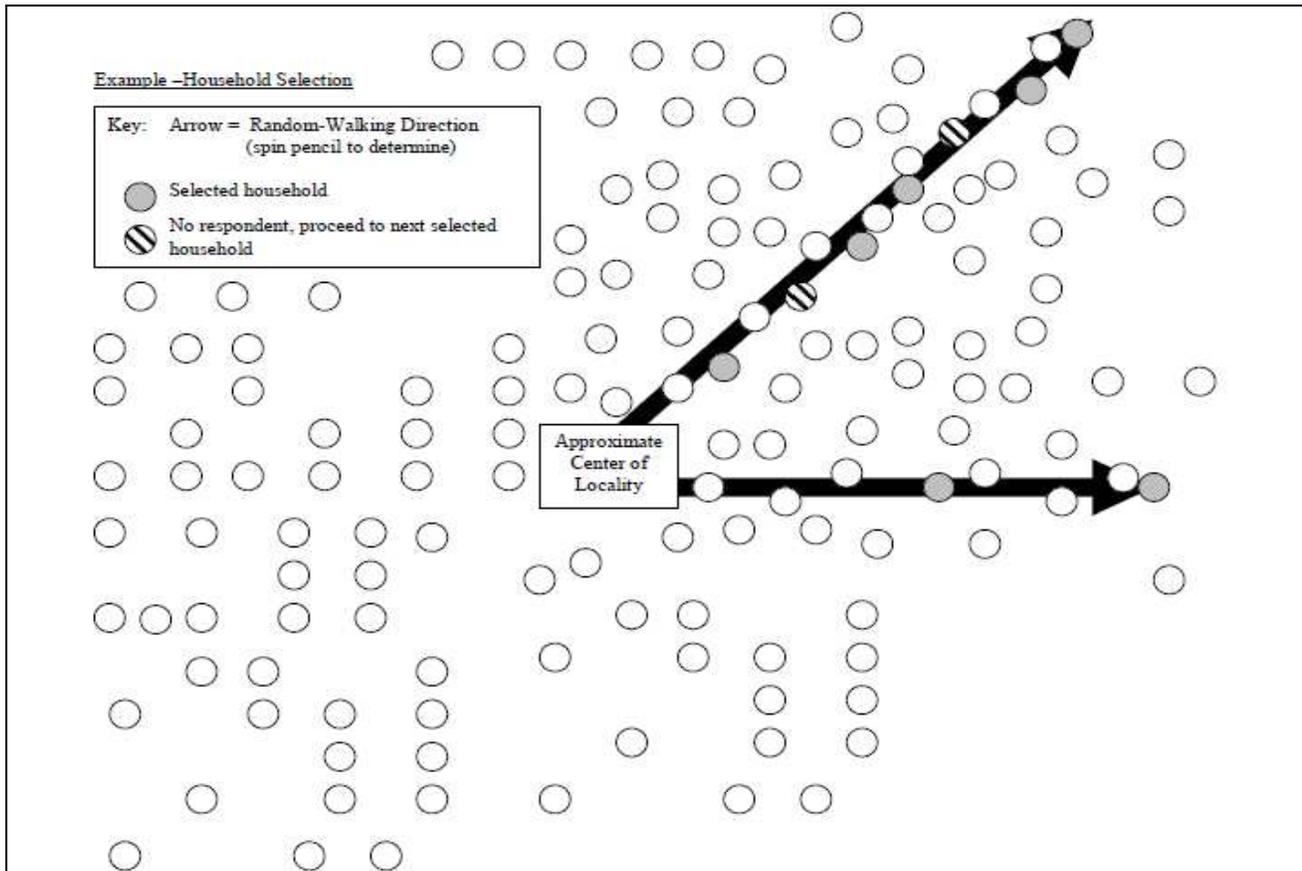 Example –Household Selection
Key: Arrow = Random-Walking Direction
(spin pencil to determine)
Selected household
No respondent, proceed to next selected
household
Approximate
Center of
Locality